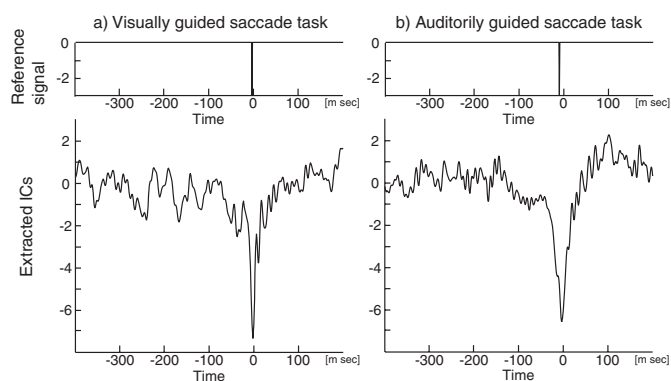 a) Visually guided saccade task
b) Auditorily guided saccade task
Reference
signal
0
-2
-300 -200 -100 0 100 [m sec]
Time
0
-2
-300 -200 -100 0 100 [m sec]
Time
Extracted ICs
2
0
-2
-4
-6
-300 -200 -100 0 100 [m sec]
Time
2
0
-2
-4
-6
-300 -200 -100 0 100 [m sec]
Time